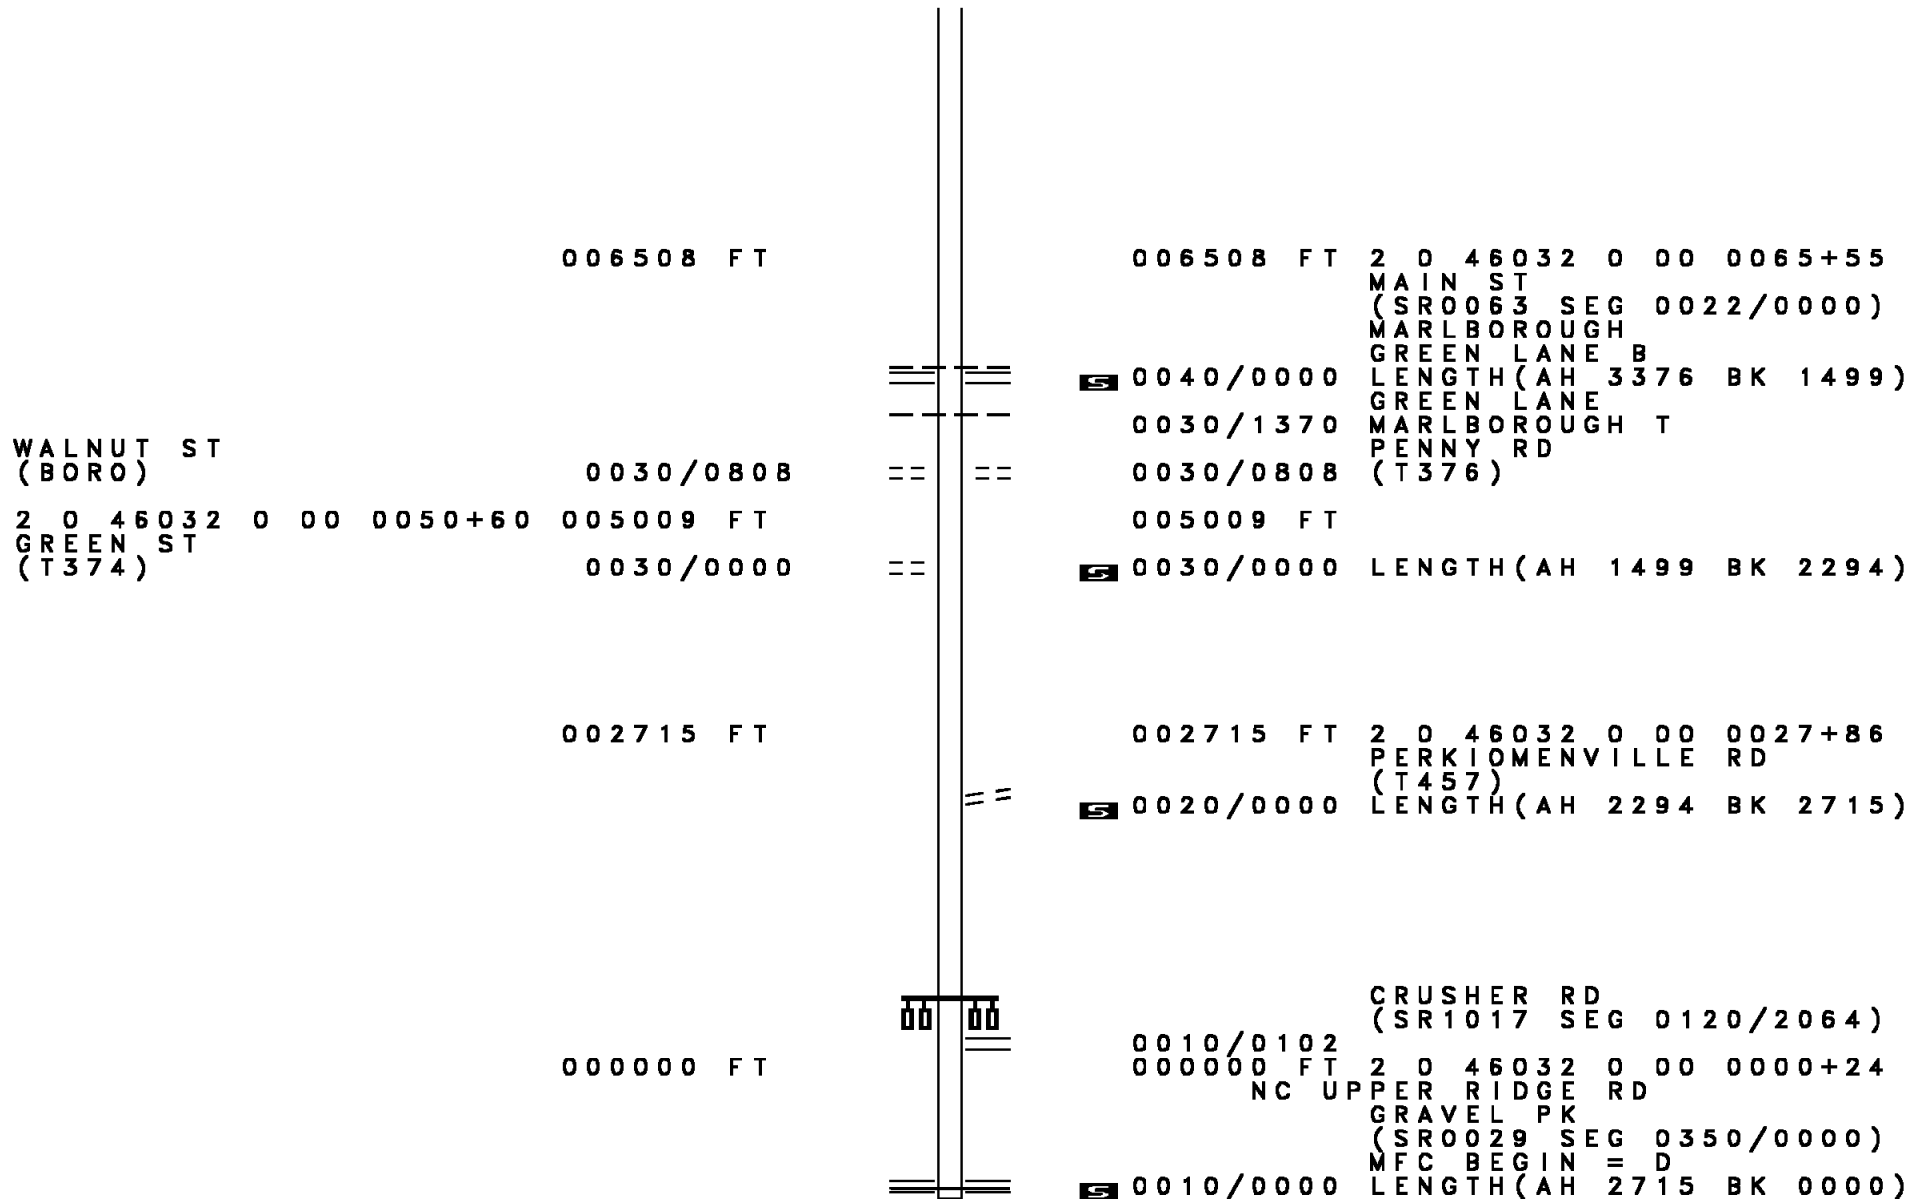 006508 FT 006508 FT 2 0 46032 0 00 0065+55
MAIN ST
(SR0063 SEG 0022/0000)
MARLBOROUGH
GREEN LANE B
S 0040/0000 LENGTH(AH 3376 BK 1499)
GREEN LANE
0030/1370 MARLBOROUGH T
WALNUT ST PENNY RD
(BORO) 0030/0808 0030/0808 (T376)
2 0 46032 0 00 0050+60 005009 FT 005009 FT
GREEN ST
(T374) 0030/0000 S 0030/0000 LENGTH(AH 1499 BK 2294)
002715 FT 002715 FT 2 0 46032 0 00 0027+86
PERKIOMENVILLE RD
(T457)
S 0020/0000 LENGTH(AH 2294 BK 2715)
CRUSHER RD
(SR1017 SEG 0120/2064)
0010/0102
000000 FT 000000 FT 2 0 46032 0 00 0000+24
NC UPPER RIDGE RD
GRAVEL PK
(SR0029 SEG 0350/0000)
MFC BEGIN = D
S 0010/0000 LENGTH(AH 2715 BK 0000)